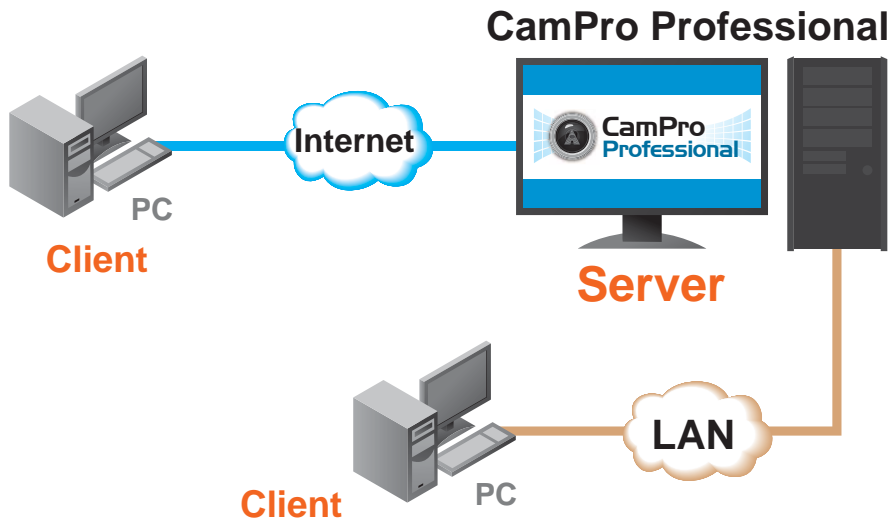 CamPro Professional
Internet
CamPro
Professional
PC
Client
Server
LAN
PC
Client